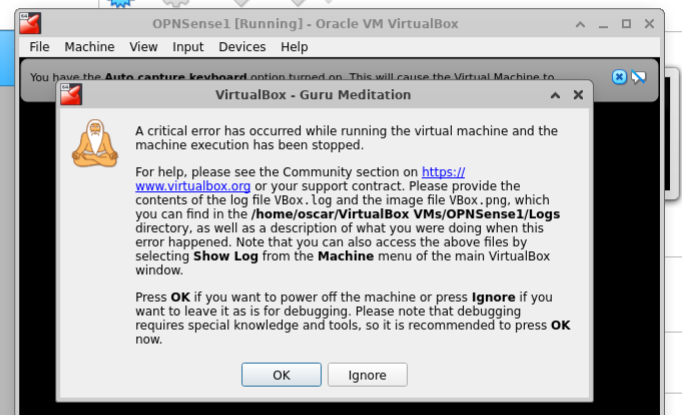 OPNSense1 [Running] - Oracle VM VirtualBox
File Machine View Input Devices Help
You have the Auto capture keyboard option turned on. This will cause the Virtual Machine to
VirtualBox - Guru Meditation
A critical error has occurred while running the virtual machine and the
machine execution has been stopped.
For help, please see the Community section on https://
www.virtualbox.org or your support contract. Please provide the
contents of the log file VBox.log and the image file VBox.png, which
you can find in the /home/oscar/VirtualBox VMs/OPNSense1/Logs
directory, as well as a description of what you were doing when this
error happened. Note that you can also access the above files by
selecting Show Log from the Machine menu of the main VirtualBox
window.
Press OK if you want to power off the machine or press Ignore if you
want to leave it as is for debugging. Please note that debugging
requires special knowledge and tools, so it is recommended to press OK
now.
OK Ignore